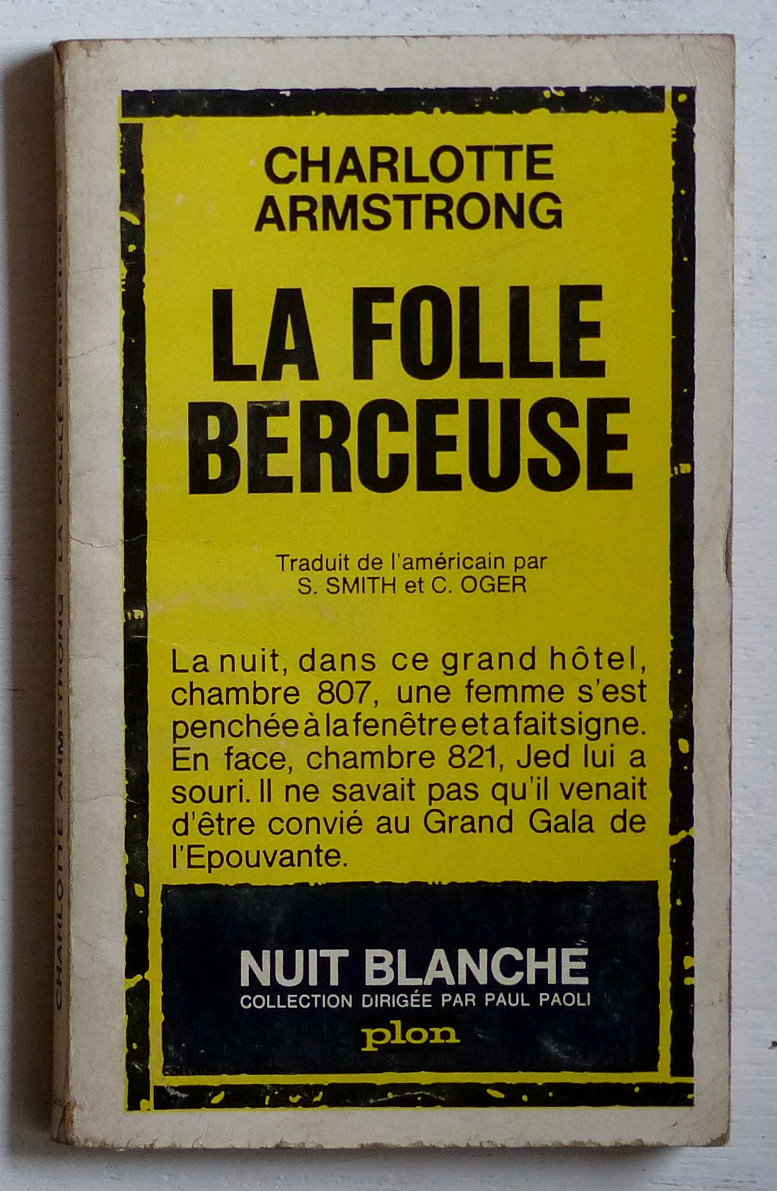 CHARLOTTE
ARMSTRONG
LA FOLLE
BERCEUSE
Traduit de l'américain par
S. SMITH et C. OGER
La nuit, dans ce grand hôtel,
chambre 807, une femme s'est
penchée à la fenêtre et a fait signe.
En face, chambre 821, Jed lui a
souri. Il ne savait pas qu'il venait
d'être convié au Grand Gala de
l'Epouvante.
NUIT BLANCHE
COLLECTION DIRIGÉE PAR PAUL PAOLI
plon
CHARLOTTE ARMSTRONG LA FOLLE BERCEUSE